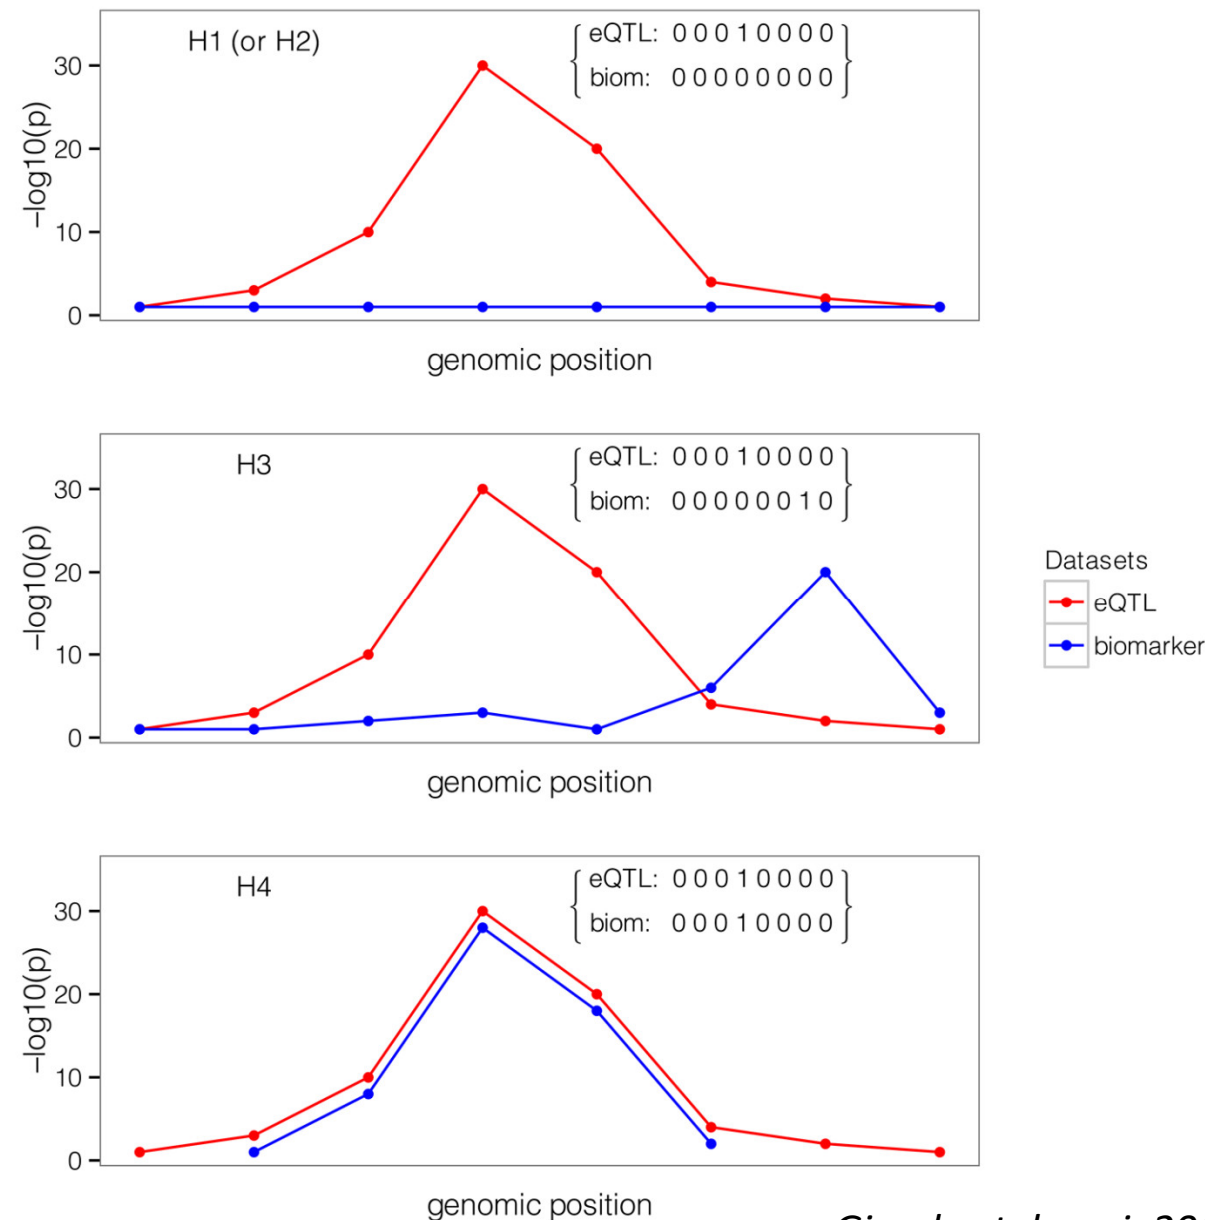 H1 (or H2)
eQTL: 0 0 0 1 0 0 0 0
biom: 0 0 0 0 0 0 0 0
30
20
10
0
−log10(p)
genomic position
H3
eQTL: 0 0 0 1 0 0 0 0
biom: 0 0 0 0 0 0 1 0
30
20
10
0
−log10(p)
genomic position
Datasets
eQTL
biomarker
H4
eQTL: 0 0 0 1 0 0 0 0
biom: 0 0 0 1 0 0 0 0
30
20
10
0
−log10(p)
genomic position